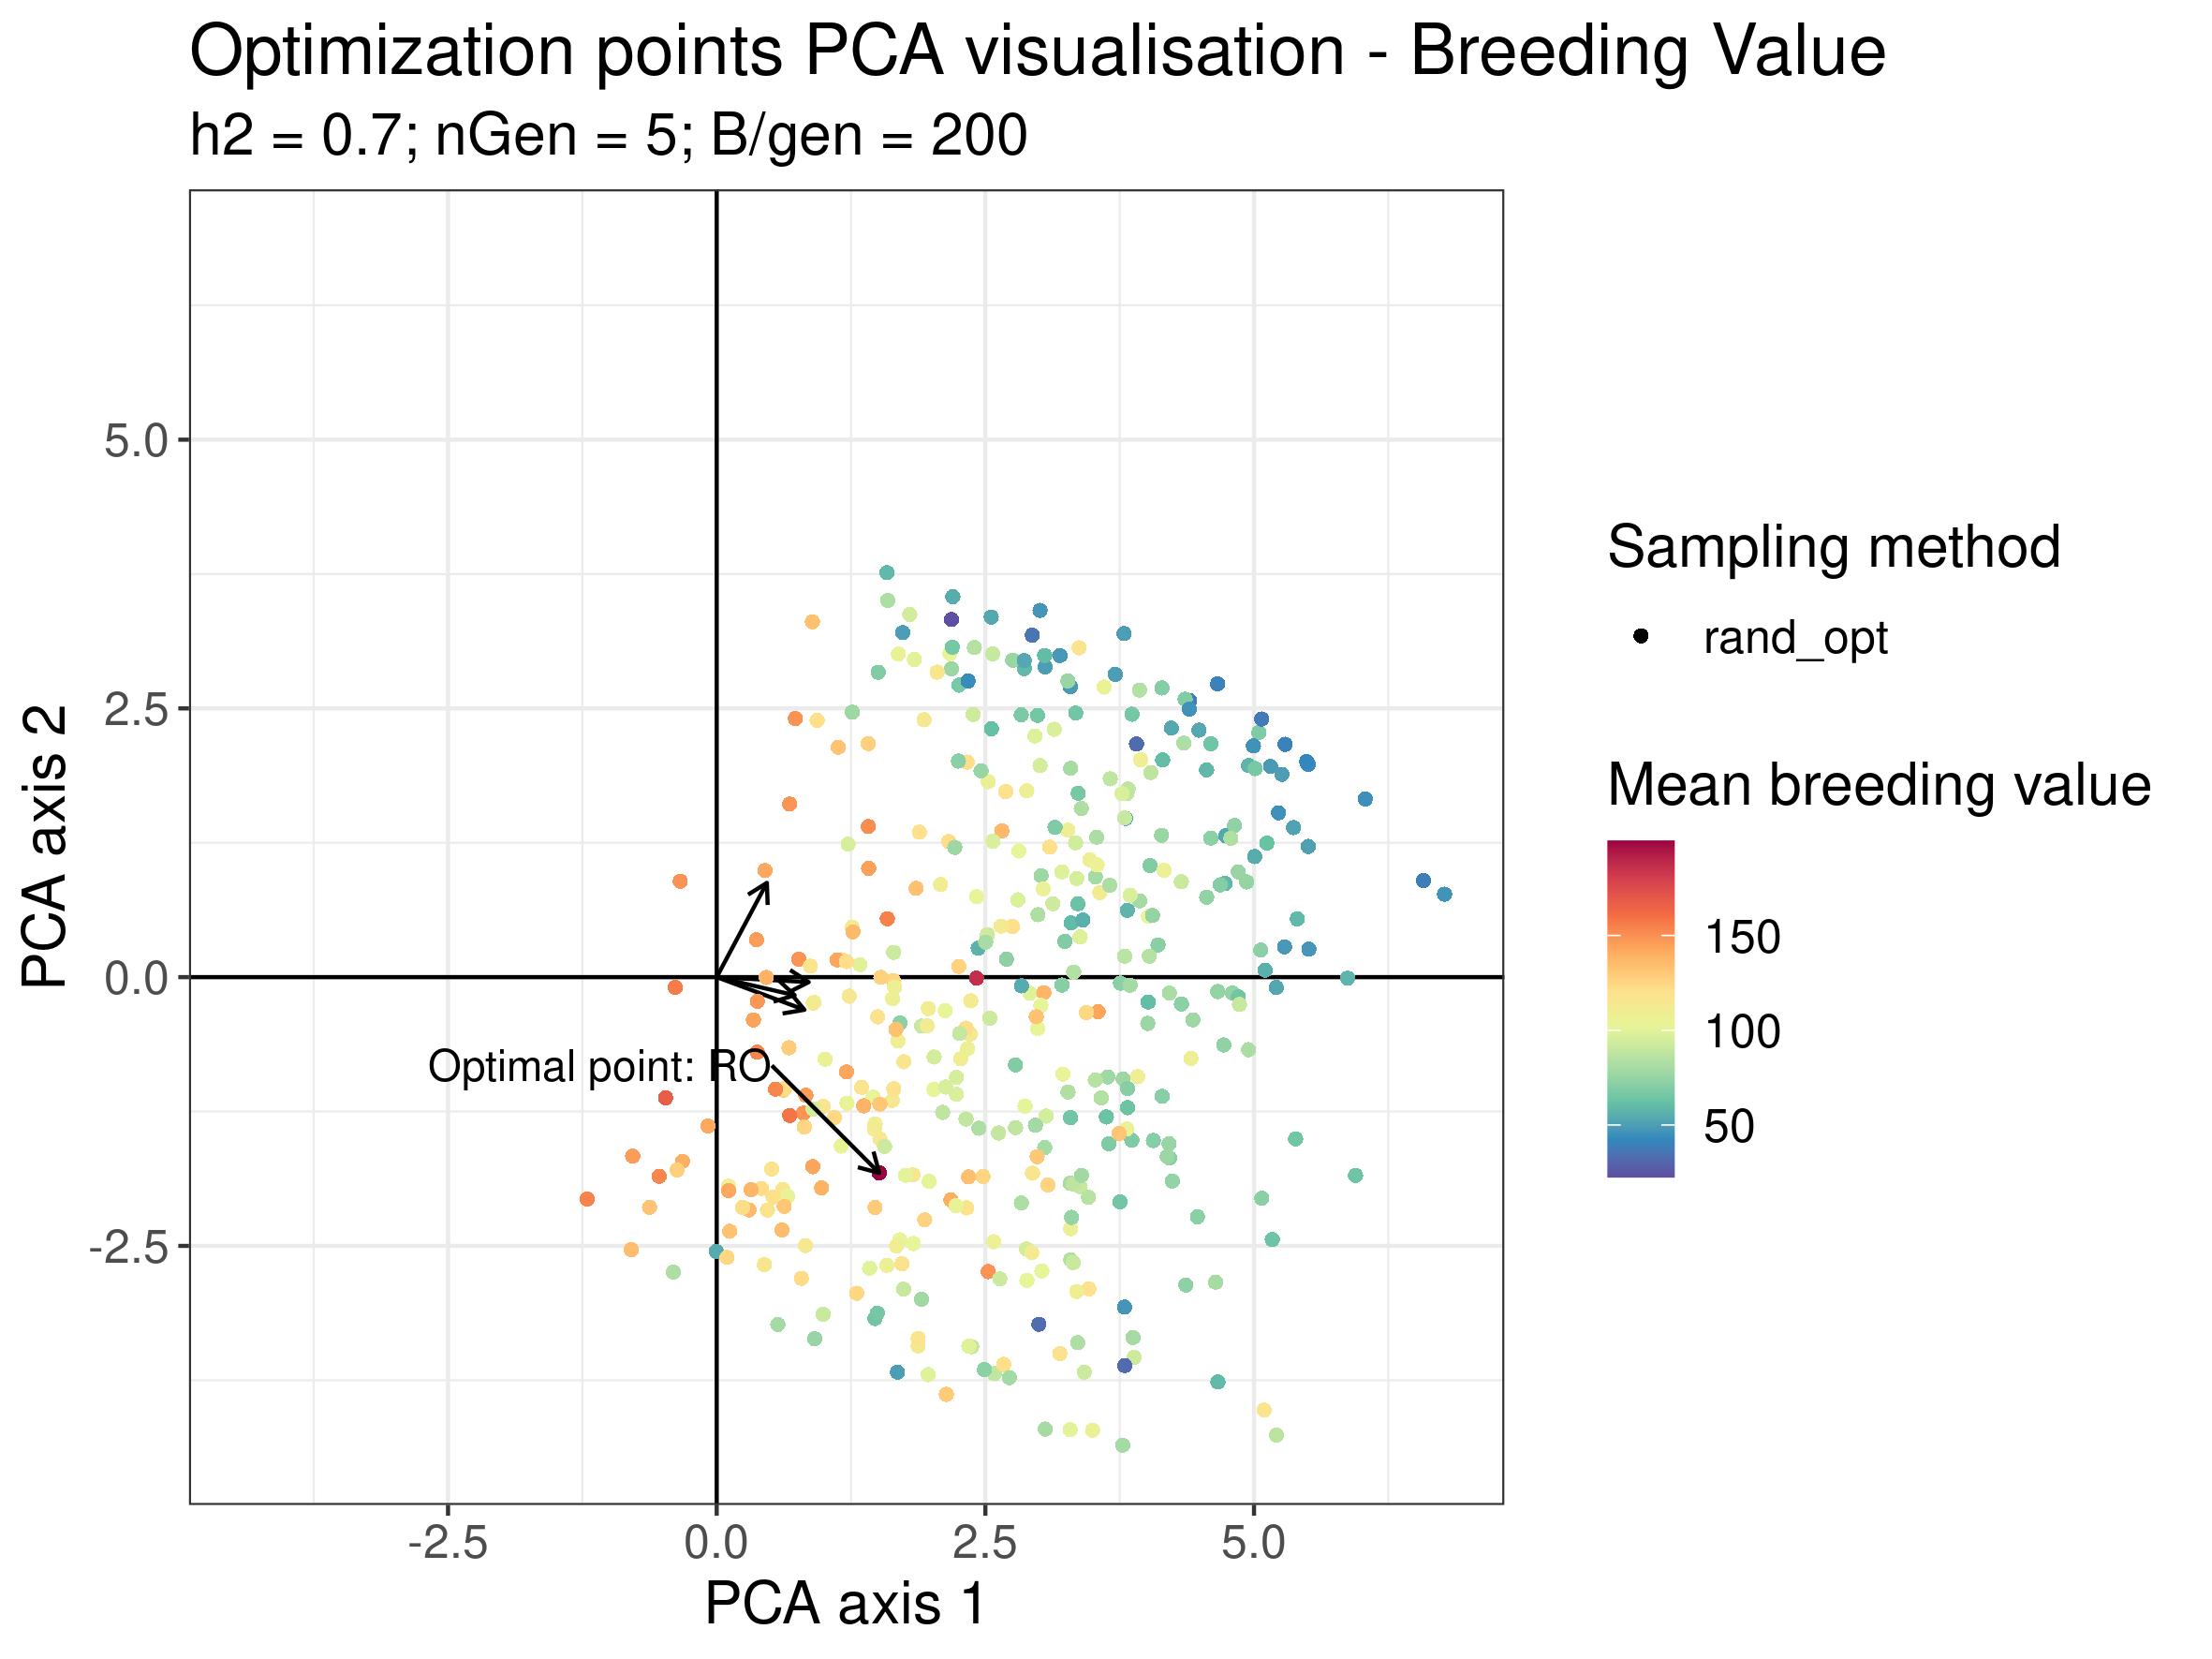 Optimization points PCA visualisation - Breeding Value
h2 = 0.7; nGen = 5; B/gen = 200
PCA axis 2
5.0
2.5
0.0
-2.5
Optimal point: RO
-2.5
0.0
2.5
5.0
PCA axis 1
Sampling method
rand_opt
Mean breeding value
150
100
50